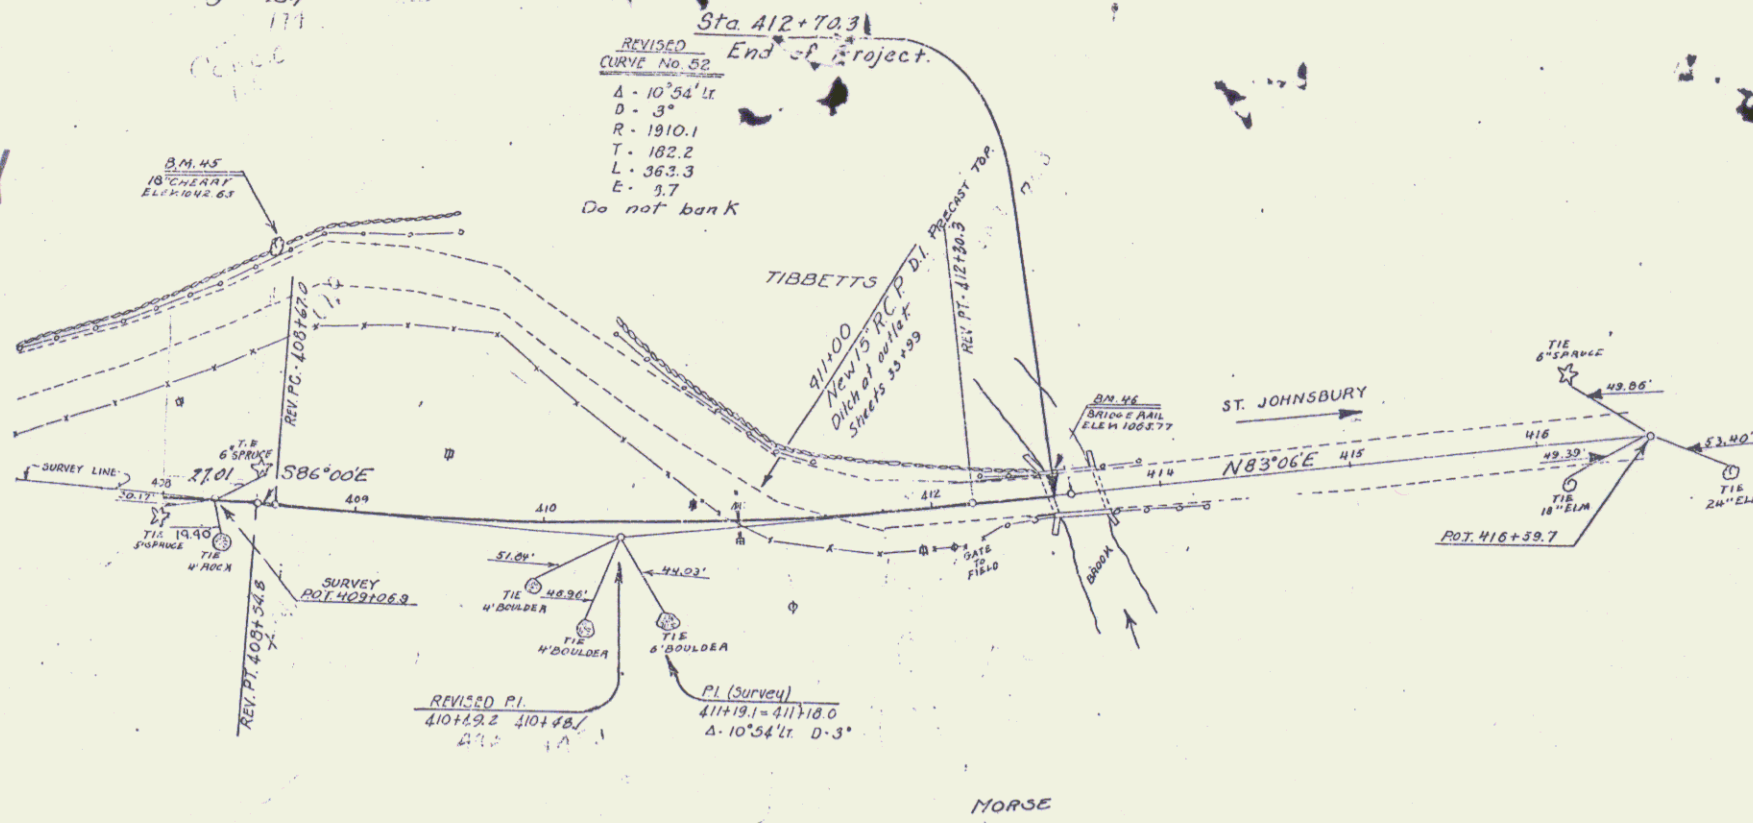 Sta. 412+70.3
End of Project.
REVISED
CURVE No. 52
Δ - 10°54' Lt.
D - 3°
R - 1910.1
T - 182.2
L - 363.3
Do not bank
B.M. 45
18" CHERRY
ELEV. 1042.63
TIBBETTS
411+00
New 15" R.C.P. D.I. PRECAST TOP.
Ditch at outlet.
Sheets 33+99
REV. PT. 412+30.3
REV. P.C. 408+67.0
TIE
6" SPRUCE
49.86'
B.M. 46
BRIDGE RAIL
ELEV. 1065.77
ST. JOHNSBURY
53.40'
TIE
24" EL
49.39'
TIE
18" ELM
P.O.T. 416+59.7
N83°06'E
414
415
416
SURVEY LINE
408
27.01
TIE
6" SPRUCE
S86°00'E
409
410
412
30.17'
TIE
5" SPRUCE
19.90
TIE
4' ROCK
SURVEY
P.O.T. 409+06.9
REV. PT. 408+54.8
51.84'
TIE
4' BOULDER
46.96'
TIE
4' BOULDER
44.03'
TIE
6' BOULDER
GATE
TO
FIELD
BROOK
REVISED P.I.
410+49.2 410+48.1
P.I. (Survey)
411+19.1 = 411+18.0
Δ - 10°54' Lt. D - 3°
MORSE